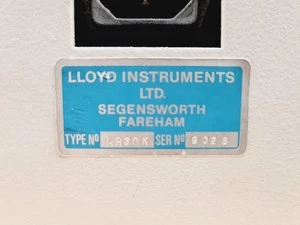 LLOYD INSTRUMENTS
LTD.
SEGENSWORTH
FAREHAM
TYPE Nº LR30K SER Nº